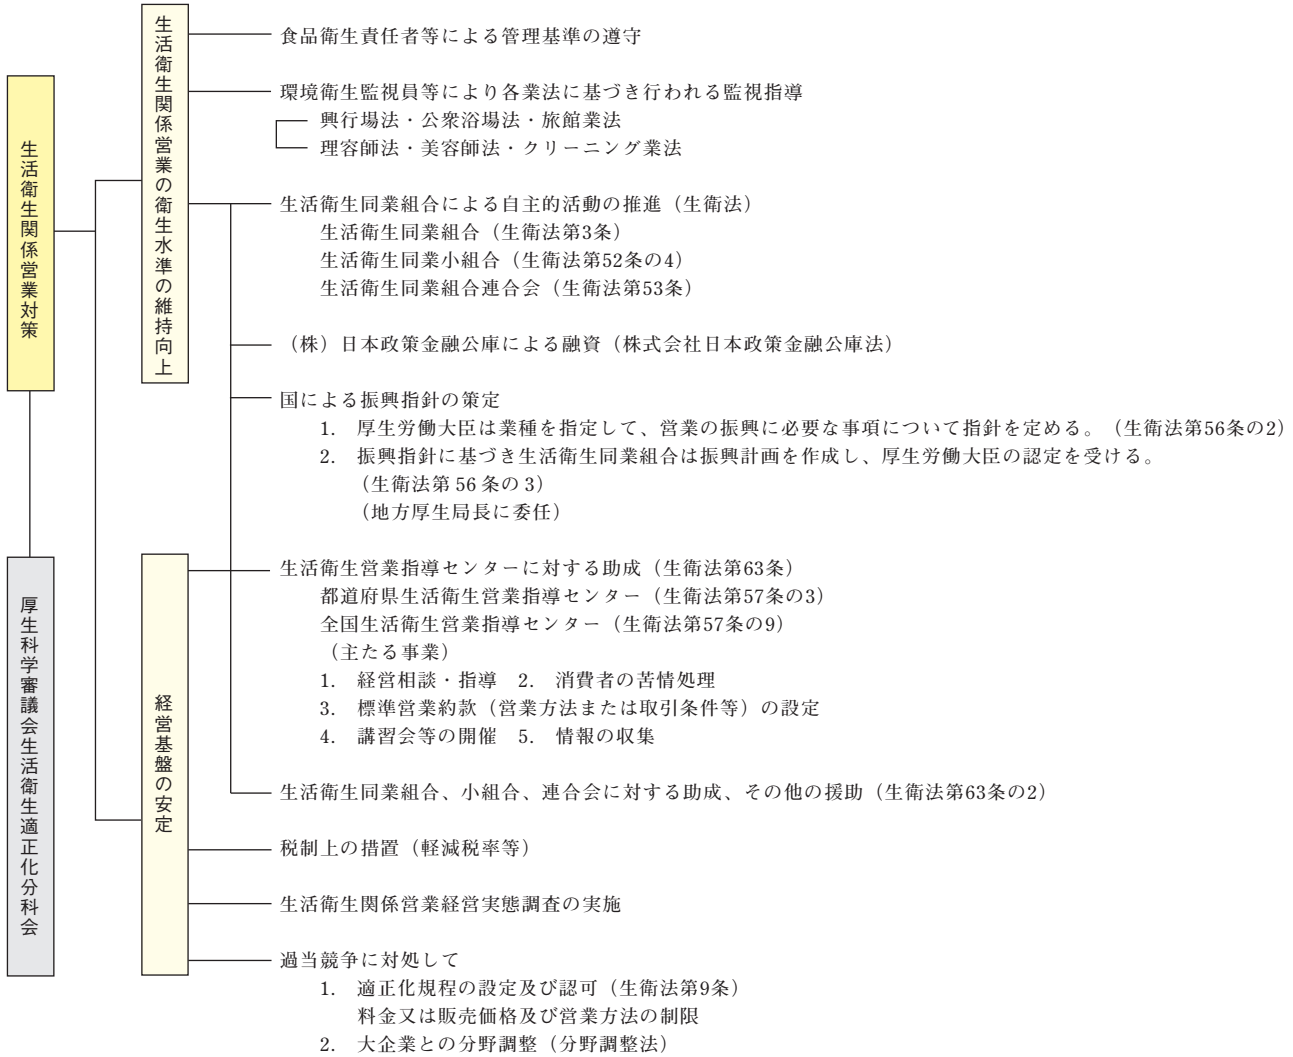 生活衛生関係営業対策
厚生科学審議会生活衛生適正化分科会
生活衛生関係営業の衛生水準の維持向上
経営基盤の安定
食品衛生責任者等による管理基準の遵守
環境衛生監視員等により各業法に基づき行われる監視指導
興行場法・公衆浴場法・旅館業法
理容師法・美容師法・クリーニング業法
生活衛生同業組合による自主的活動の推進（生衛法）
生活衛生同業組合（生衛法第3条）
生活衛生同業小組合（生衛法第52条の4）
生活衛生同業組合連合会（生衛法第53条）
（株）日本政策金融公庫による融資（株式会社日本政策金融公庫法）
国による振興指針の策定
1.　厚生労働大臣は業種を指定して、営業の振興に必要な事項について指針を定める。（生衛法第56条の2）
2.　振興指針に基づき生活衛生同業組合は振興計画を作成し、厚生労働大臣の認定を受ける。
（生衛法第 56 条の 3）
（地方厚生局長に委任）
生活衛生営業指導センターに対する助成（生衛法第63条）
都道府県生活衛生営業指導センター（生衛法第57条の3）
全国生活衛生営業指導センター（生衛法第57条の9）
（主たる事業）
1.　経営相談・指導　2.　消費者の苦情処理
3.　標準営業約款（営業方法または取引条件等）の設定
4.　講習会等の開催　5.　情報の収集
生活衛生同業組合、小組合、連合会に対する助成、その他の援助（生衛法第63条の2）
税制上の措置（軽減税率等）
生活衛生関係営業経営実態調査の実施
過当競争に対処して
1.　適正化規程の設定及び認可（生衛法第9条）
料金又は販売価格及び営業方法の制限
2.　大企業との分野調整（分野調整法）